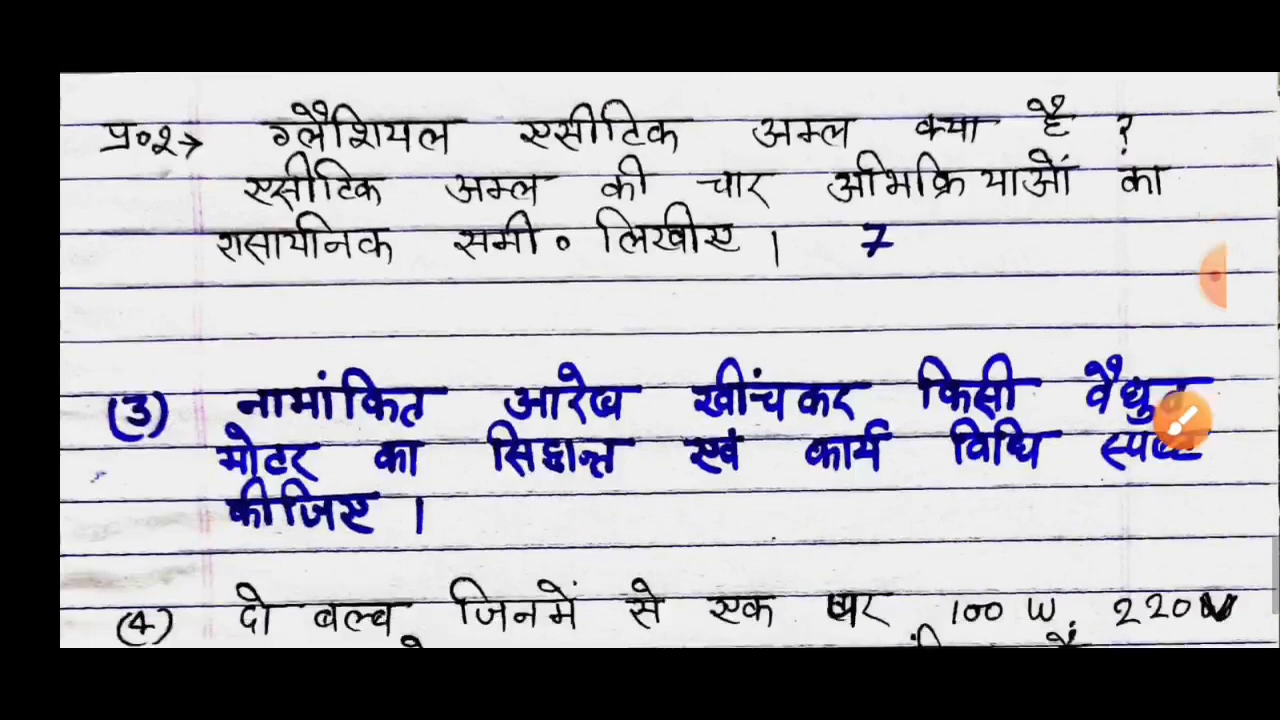 प्र०२→ ग्लैशियल एसीटिक अम्ल क्या है ?
एसीटिक अम्ल की चार अभिक्रियाओं का
रासायनिक समी० लिखीए । 7
(3) नामांकित आरेख खींचकर किसी वैधुत
मोटर का सिद्धान्त एवं कार्य विधि स्पष्ट
कीजिए ।
(4) दो बल्ब जिनमें से एक पर 100 W, 220V